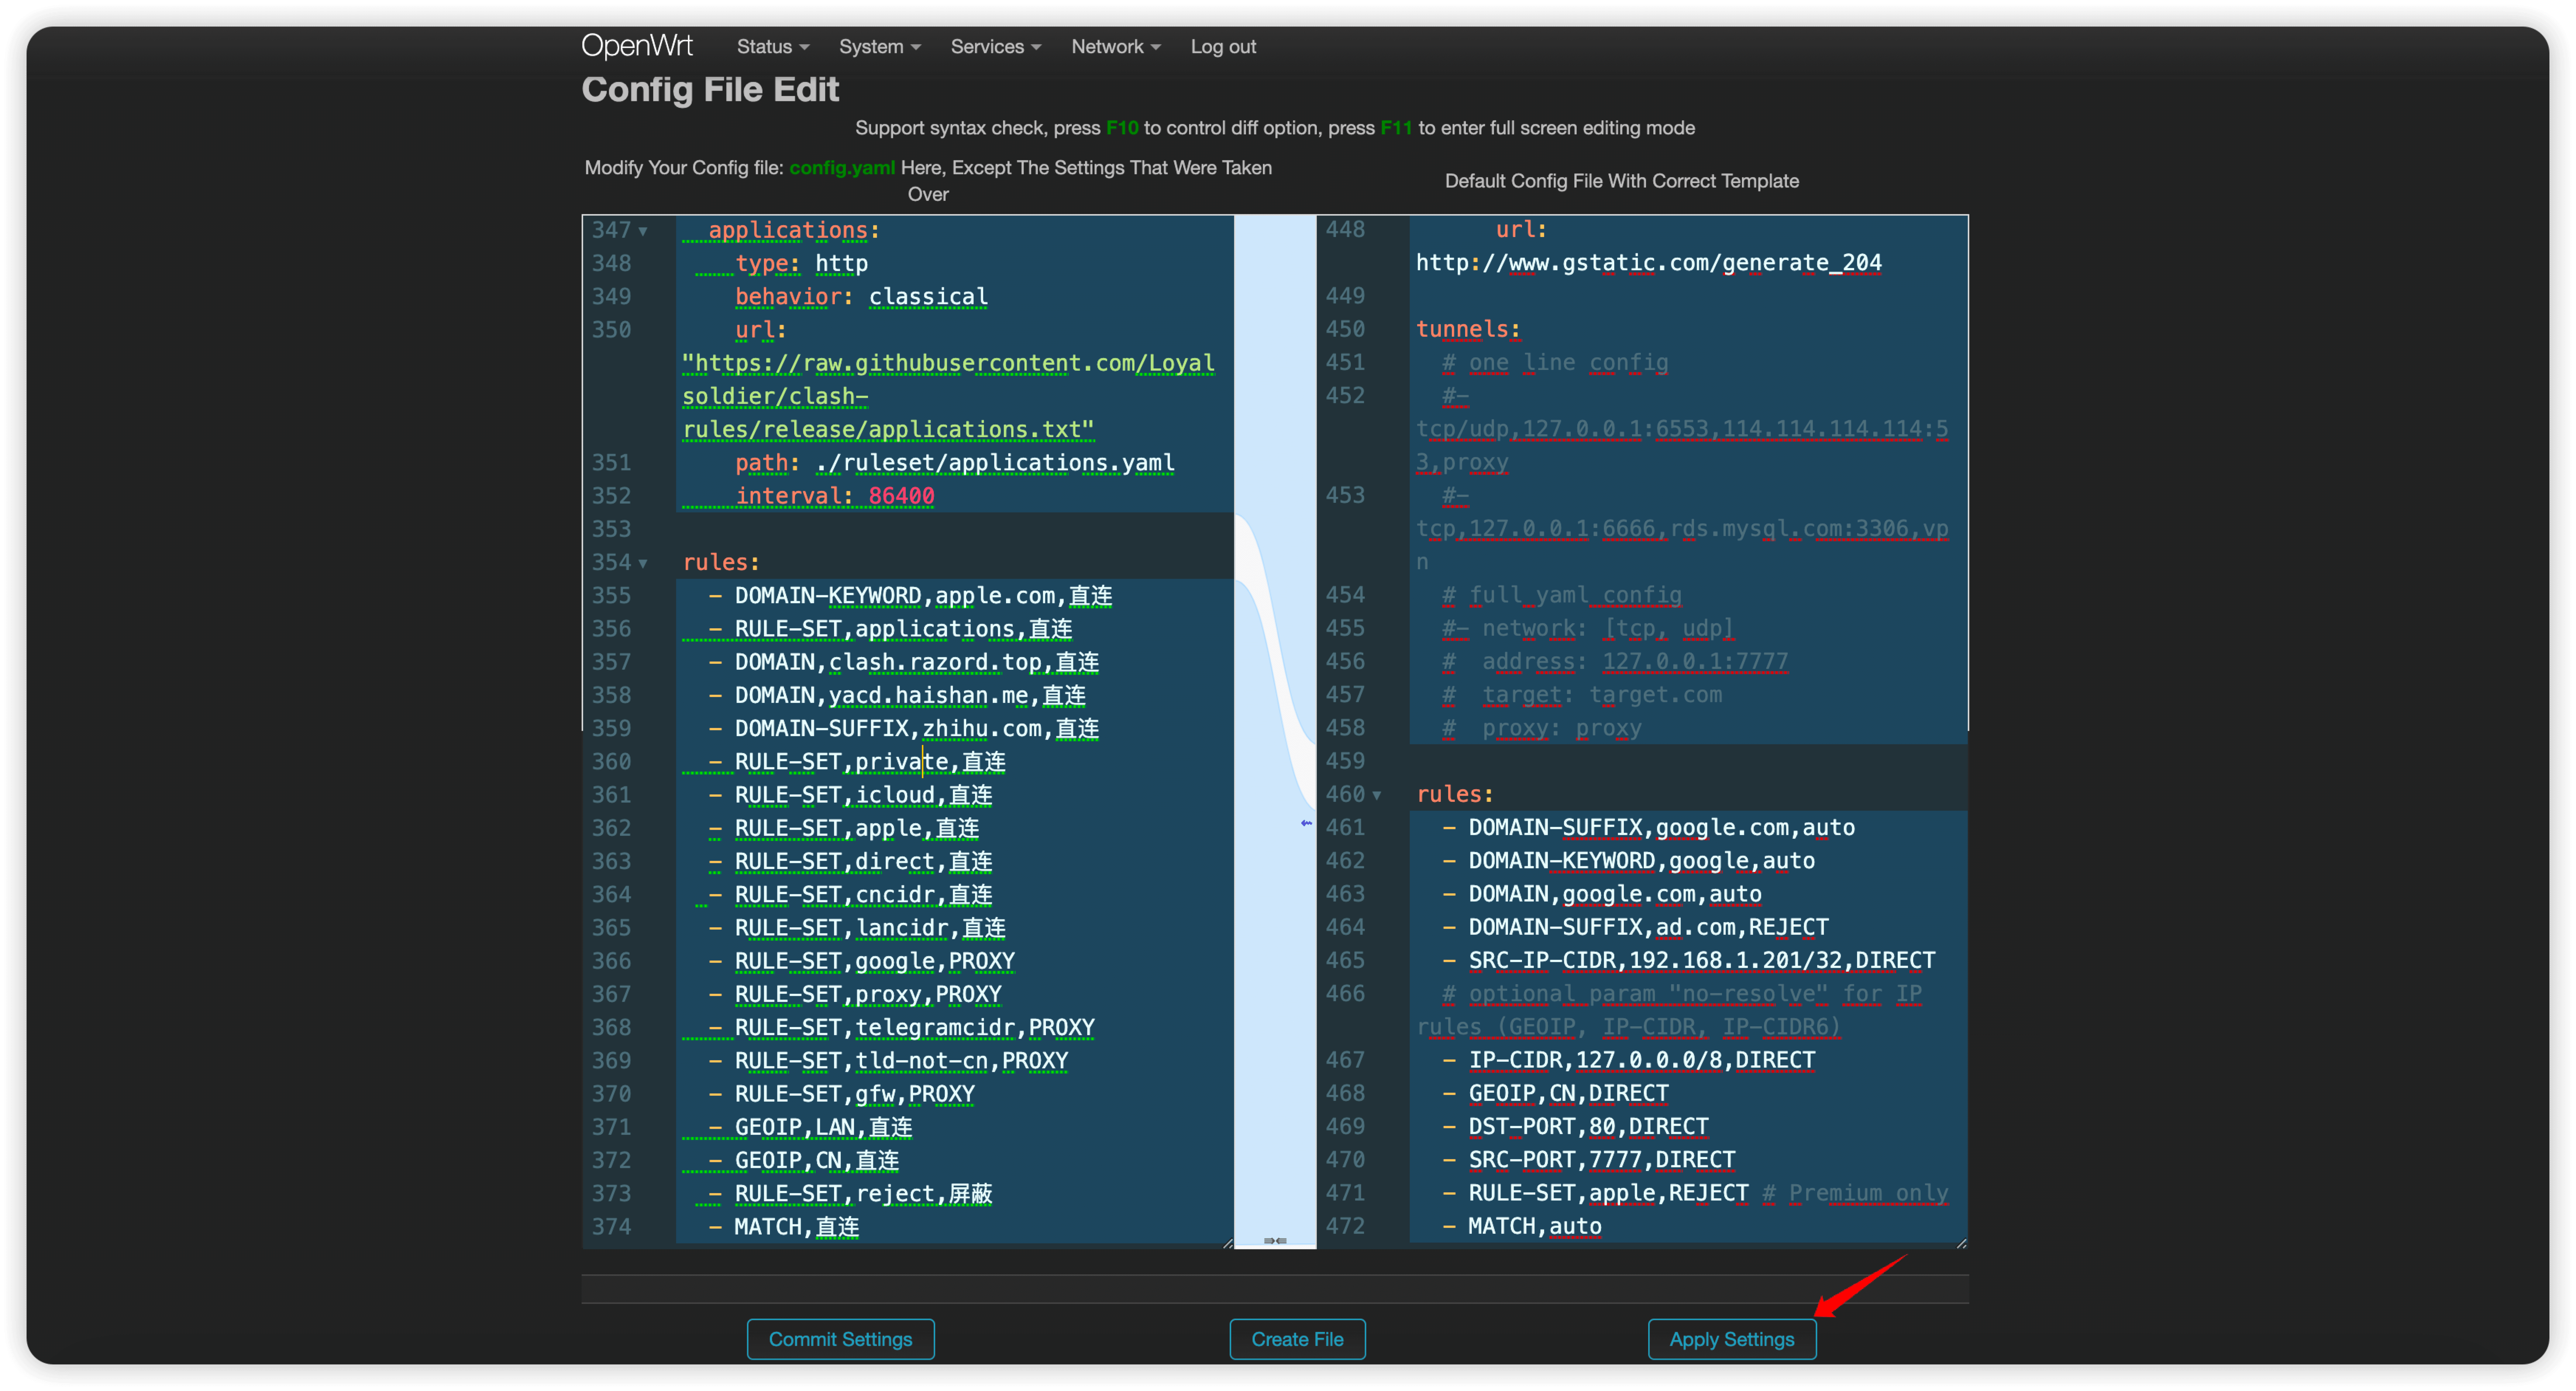 OpenWrt Status System Services Network Log out
Config File Edit
Support syntax check, press F10 to control diff option, press F11 to enter full screen editing mode
Modify Your Config file: config.yaml Here, Except The Settings That Were Taken
Over
Default Config File With Correct Template
347 applications:
348 type: http
349 behavior: classical
350 url:
"https://raw.githubusercontent.com/Loyal
soldier/clash-
rules/release/applications.txt"
351 path: ./ruleset/applications.yaml
352 interval: 86400
353
354 rules:
355 - DOMAIN-KEYWORD,apple.com,直连
356 - RULE-SET,applications,直连
357 - DOMAIN,clash.razord.top,直连
358 - DOMAIN,yacd.haishan.me,直连
359 - DOMAIN-SUFFIX,zhihu.com,直连
360 - RULE-SET,private,直连
361 - RULE-SET,icloud,直连
362 - RULE-SET,apple,直连
363 - RULE-SET,direct,直连
364 - RULE-SET,cncidr,直连
365 - RULE-SET,lancidr,直连
366 - RULE-SET,google,PROXY
367 - RULE-SET,proxy,PROXY
368 - RULE-SET,telegramcidr,PROXY
369 - RULE-SET,tld-not-cn,PROXY
370 - RULE-SET,gfw,PROXY
371 - GEOIP,LAN,直连
372 - GEOIP,CN,直连
373 - RULE-SET,reject,屏蔽
374 - MATCH,直连
448 url:
http://www.gstatic.com/generate_204
449
450 tunnels:
451 # one line config
452 #-
tcp/udp,127.0.0.1:6553,114.114.114.114:5
3,proxy
453 #-
tcp,127.0.0.1:6666,rds.mysql.com:3306,vp
n
454 # full yaml config
455 #- network: [tcp, udp]
456 # address: 127.0.0.1:7777
457 # target: target.com
458 # proxy: proxy
459
460 rules:
461 - DOMAIN-SUFFIX,google.com,auto
462 - DOMAIN-KEYWORD,google,auto
463 - DOMAIN,google.com,auto
464 - DOMAIN-SUFFIX,ad.com,REJECT
465 - SRC-IP-CIDR,192.168.1.201/32,DIRECT
466 # optional param "no-resolve" for IP
rules (GEOIP, IP-CIDR, IP-CIDR6)
467 - IP-CIDR,127.0.0.0/8,DIRECT
468 - GEOIP,CN,DIRECT
469 - DST-PORT,80,DIRECT
470 - SRC-PORT,7777,DIRECT
471 - RULE-SET,apple,REJECT # Premium only
472 - MATCH,auto
Commit Settings Create File Apply Settings